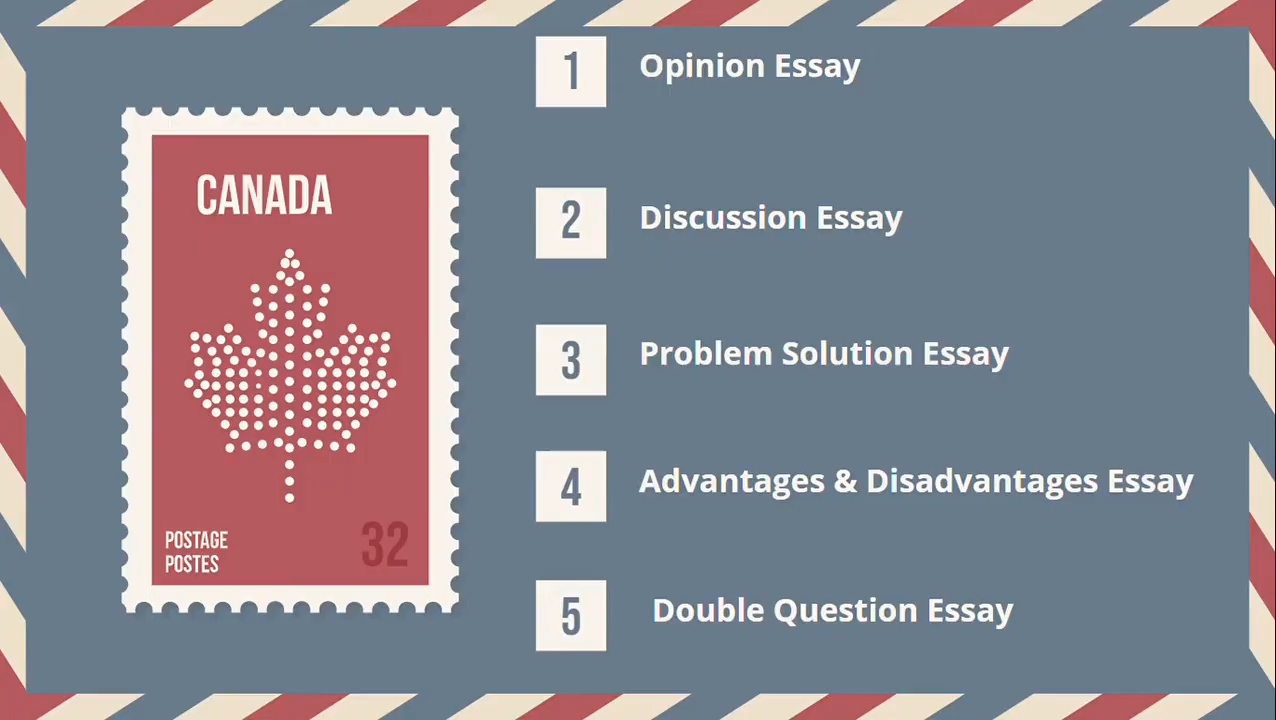 CANADA
POSTAGE
POSTES
32
1 Opinion Essay
2 Discussion Essay
3 Problem Solution Essay
4 Advantages & Disadvantages Essay
5 Double Question Essay